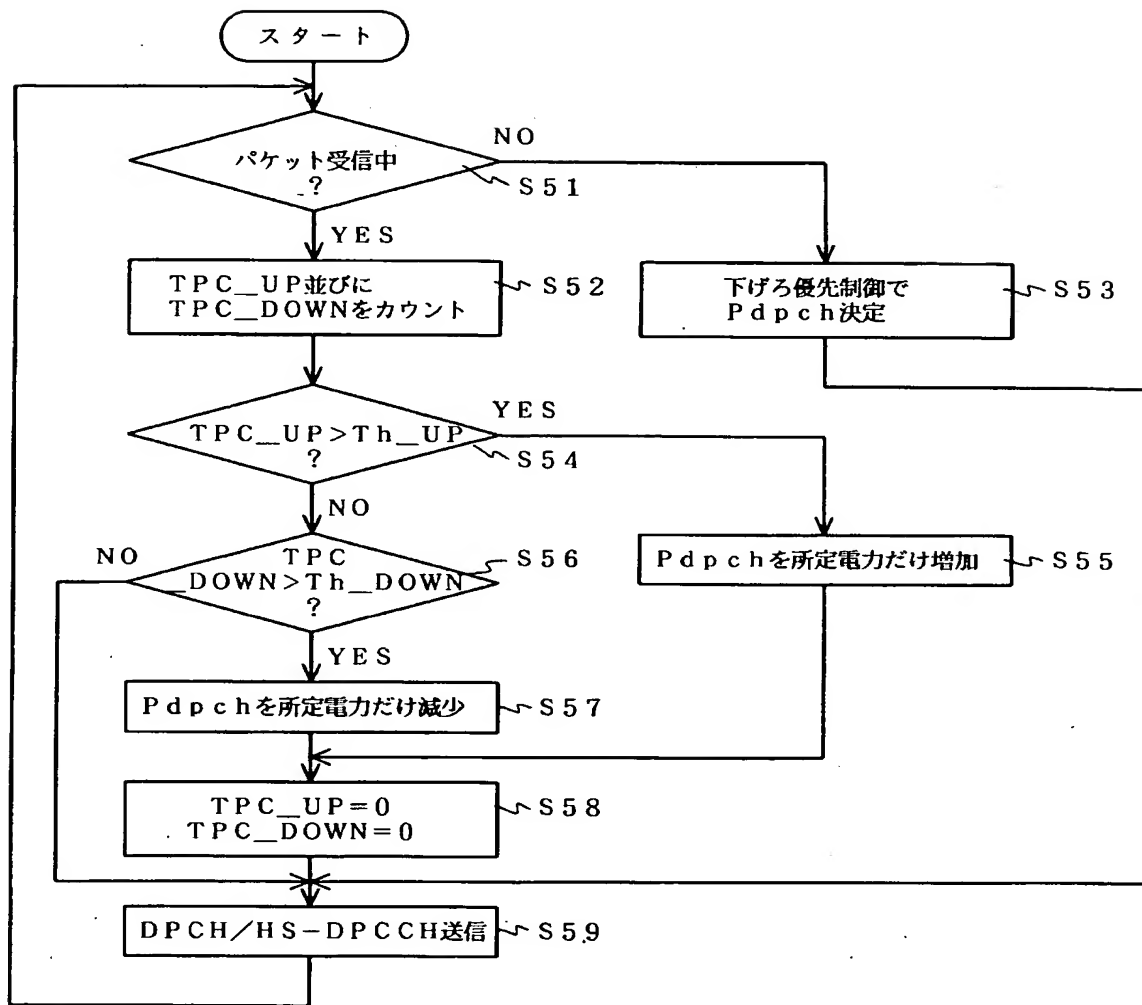 スタート
NO
パケット受信中
?
S51
YES
TPC_UP並びに
TPC_DOWNをカウント
S52
下げろ優先制御で
Pdpch決定
S53
YES
TPC_UP>Th_UP
?
S54
NO
NO
TPC
_DOWN>Th_DOWN
?
S56
Pdpchを所定電力だけ増加
S55
YES
Pdpchを所定電力だけ減少
S57
TPC_UP=0
TPC_DOWN=0
S58
DPCH/HS-DPCCH送信
S59